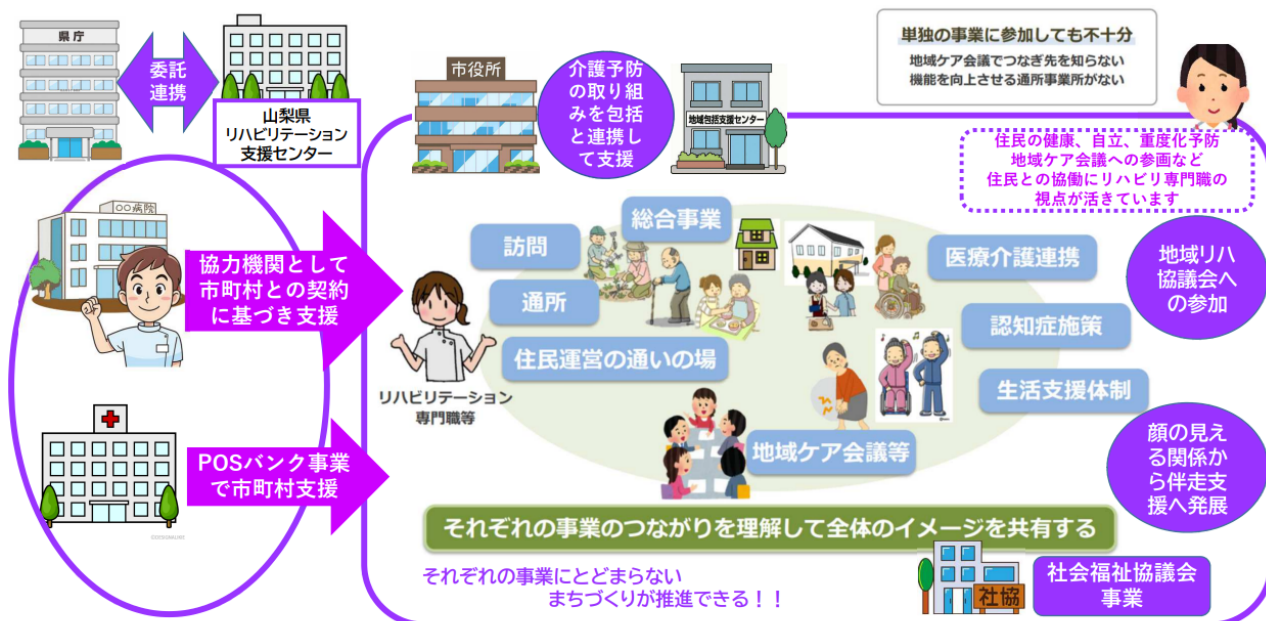 県庁
委託
連携
山梨県
リハビリテーション
支援センター
市役所
介護予防
の取り組
みを包括
と連携し
て支援
地域包括支援センター
単独の事業に参加しても不十分
地域ケア会議でつなぎ先を知らない
機能を向上させる通所事業所がない
住民の健康、自立、重度化予防
地域ケア会議への参画など
住民との協働にリハビリ専門職の
視点が活きています
〇〇病院
協力機関として
市町村との契約
に基づき支援
POSバンク事業
で市町村支援
リハビリテーション
専門職等
訪問
総合事業
通所
住民運営の通いの場
医療介護連携
認知症施策
生活支援体制
地域ケア会議等
地域リハ
協議会へ
の参加
顔の見え
る関係か
ら伴走支
援へ発展
それぞれの事業のつながりを理解して全体のイメージを共有する
それぞれの事業にとどまらない
まちづくりが推進できる！！
社協
社会福祉協議会
事業